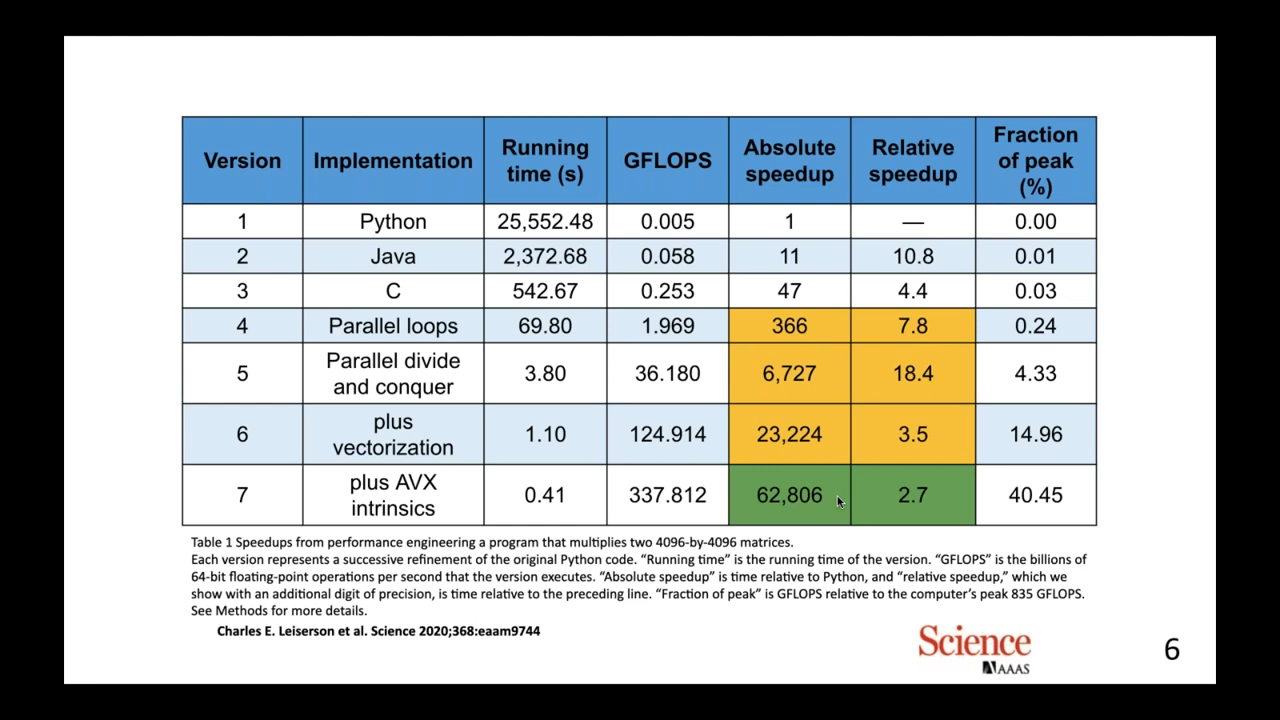 Version Implementation Running time (s) GFLOPS Absolute speedup Relative speedup Fraction of peak (%)
1 Python 25,552.48 0.005 1 — 0.00
2 Java 2,372.68 0.058 11 10.8 0.01
3 C 542.67 0.253 47 4.4 0.03
4 Parallel loops 69.80 1.969 366 7.8 0.24
5 Parallel divide and conquer 3.80 36.180 6,727 18.4 4.33
6 plus vectorization 1.10 124.914 23,224 3.5 14.96
7 plus AVX intrinsics 0.41 337.812 62,806 2.7 40.45
Table 1 Speedups from performance engineering a program that multiplies two 4096-by-4096 matrices.
Each version represents a successive refinement of the original Python code. “Running time” is the running time of the version. “GFLOPS” is the billions of
64-bit floating-point operations per second that the version executes. “Absolute speedup” is time relative to Python, and “relative speedup,” which we
show with an additional digit of precision, is time relative to the preceding line. “Fraction of peak” is GFLOPS relative to the computer’s peak 835 GFLOPS.
See Methods for more details.
Charles E. Leiserson et al. Science 2020;368:eaam9744
Science
AAAS
6